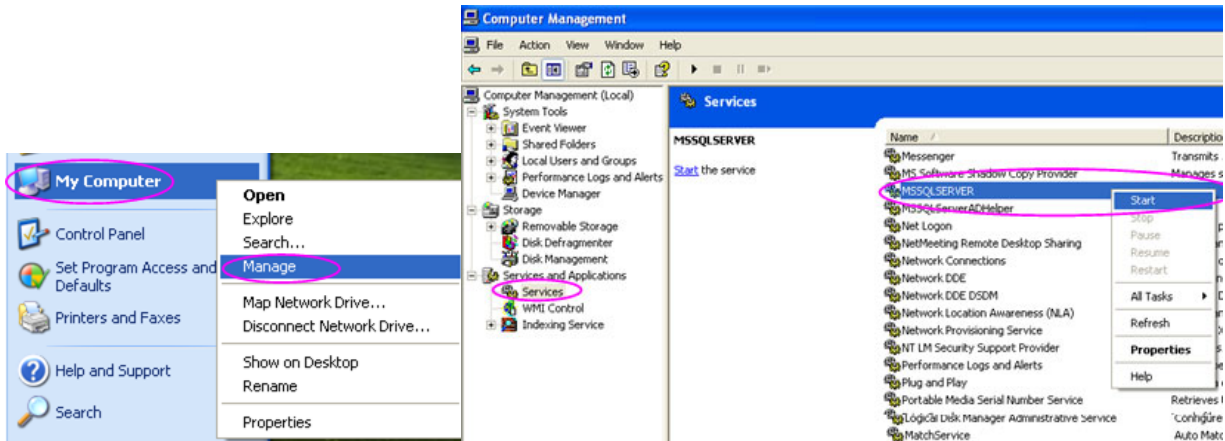 My Computer
Control Panel
Set Program Access and
Defaults
Printers and Faxes
Help and Support
Search
Open
Explore
Search...
Manage
Map Network Drive...
Disconnect Network Drive...
Show on Desktop
Rename
Properties
Computer Management
File Action View Window Help
Computer Management (Local)
System Tools
Event Viewer
Shared Folders
Local Users and Groups
Performance Logs and Alerts
Device Manager
Storage
Removable Storage
Disk Defragmenter
Disk Management
Services and Applications
Services
WMI Control
Indexing Service
Services
MSSQLSERVER
Start the service
Name Descriptio
Messenger Transmits
MS Software Shadow Copy Provider Manages s
MSSQLSERVER
MSSQLServerADHelper
Net Logon
NetMeeting Remote Desktop Sharing
Network Connections
Network DDE
Network DDE DSDM
Network Location Awareness (NLA)
Network Provisioning Service
NT LM Security Support Provider
Performance Logs and Alerts
Plug and Play
Portable Media Serial Number Service Retrieves
Logical Disk Manager Administrative Service Configure
MatchService Auto Matc
Start
Stop
Pause
Resume
Restart
All Tasks
Refresh
Properties
Help